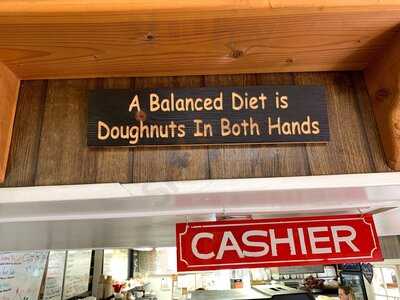 A Balanced Diet is
Doughnuts In Both Hands
CASHIER